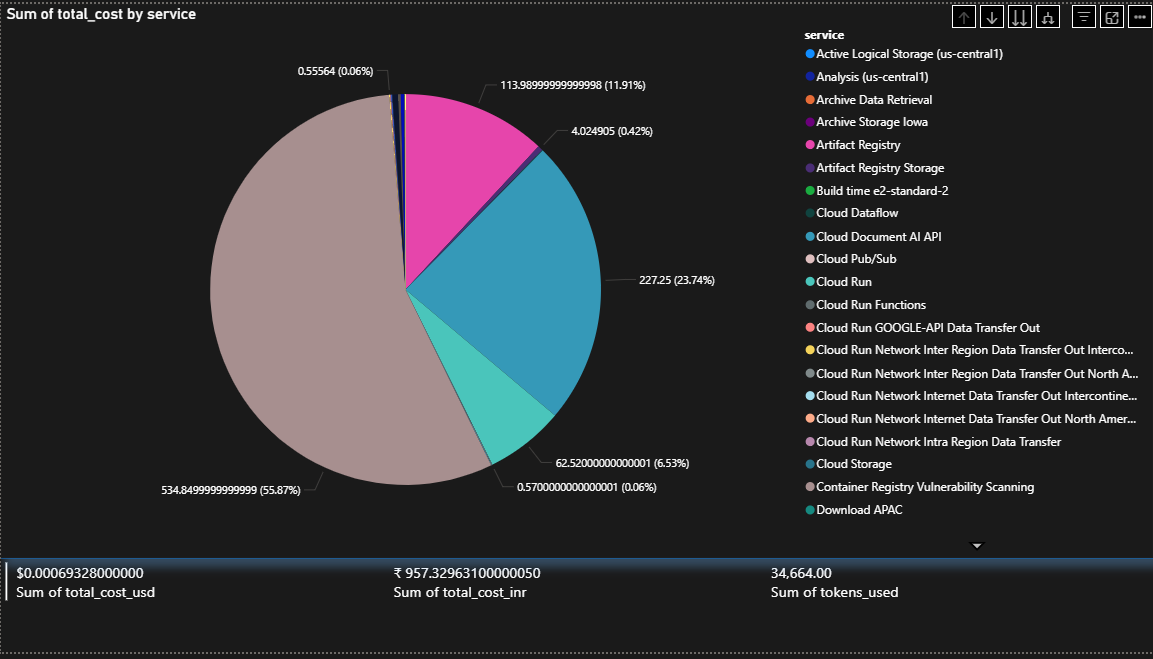 Sum of total_cost by service
0.55564 (0.06%)
113.98999999999998 (11.91%)
4.024905 (0.42%)
227.25 (23.74%)
62.52000000000001 (6.53%)
0.5700000000000001 (0.06%)
534.8499999999999 (55.87%)
service
Active Logical Storage (us-central1)
Analysis (us-central1)
Archive Data Retrieval
Archive Storage Iowa
Artifact Registry
Artifact Registry Storage
Build time e2-standard-2
Cloud Dataflow
Cloud Document AI API
Cloud Pub/Sub
Cloud Run
Cloud Run Functions
Cloud Run GOOGLE-API Data Transfer Out
Cloud Run Network Inter Region Data Transfer Out Interco...
Cloud Run Network Inter Region Data Transfer Out North A...
Cloud Run Network Internet Data Transfer Out Intercontine...
Cloud Run Network Internet Data Transfer Out North Amer...
Cloud Run Network Intra Region Data Transfer
Cloud Storage
Container Registry Vulnerability Scanning
Download APAC
$0.00069328000000 ₹ 957.32963100000050 34,664.00
Sum of total_cost_usd Sum of total_cost_inr Sum of tokens_used